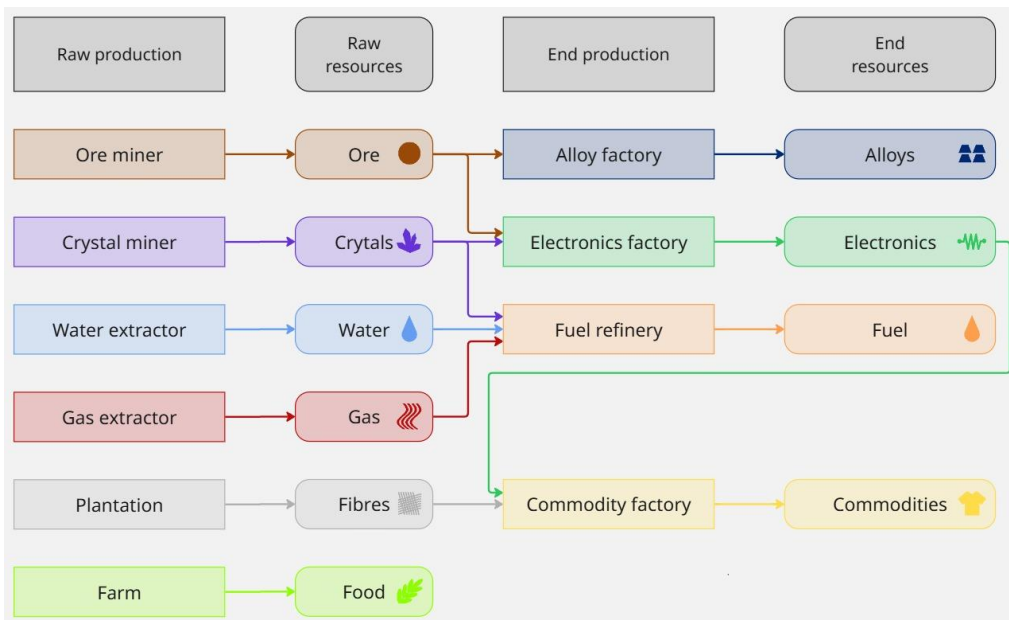 Raw production
Raw
resources
End production
End
resources
Ore miner
Ore
Alloy factory
Alloys
Crystal miner
Crytals
Electronics factory
Electronics
Water extractor
Water
Fuel refinery
Fuel
Gas extractor
Gas
Plantation
Fibres
Commodity factory
Commodities
Farm
Food